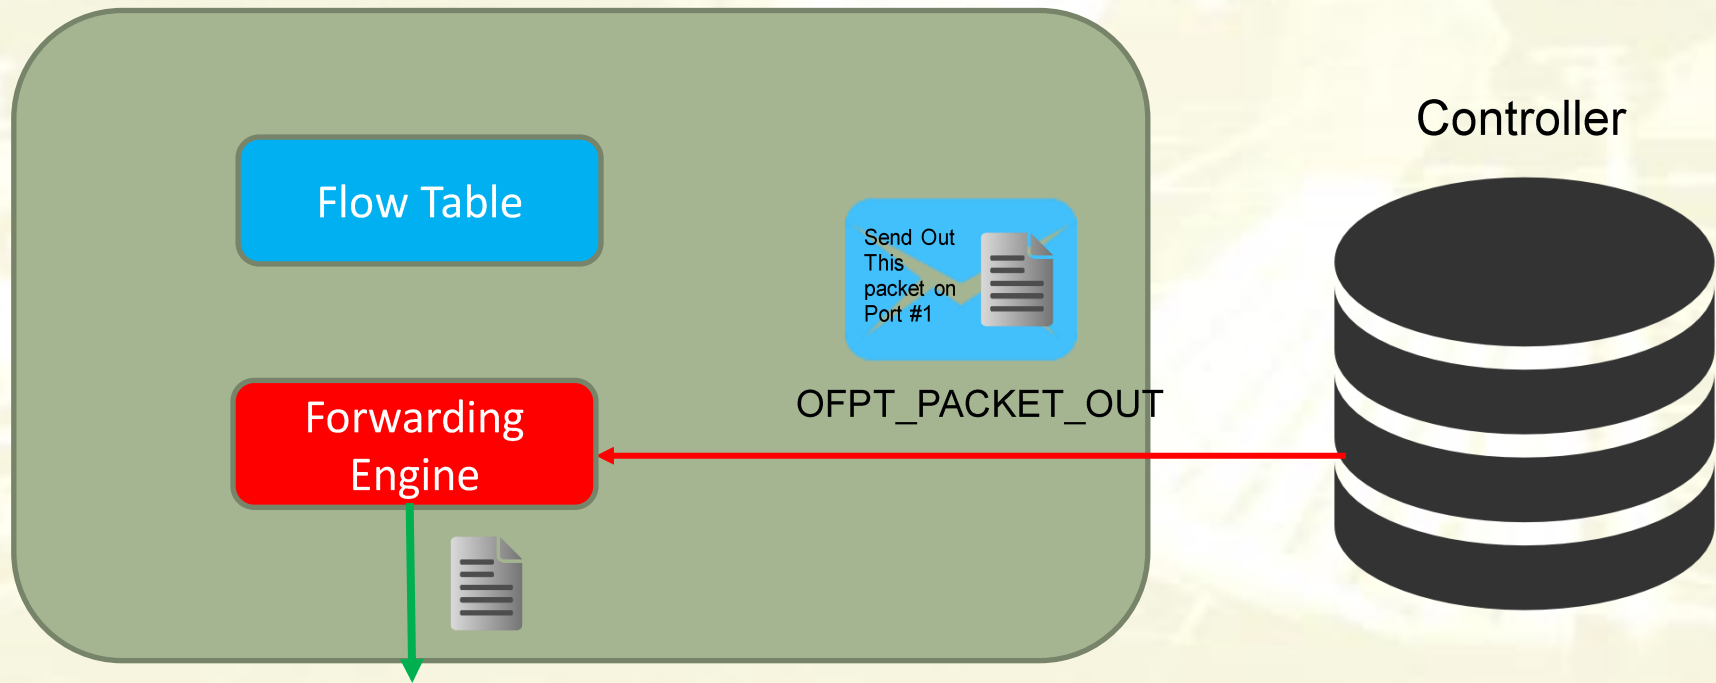 Controller
Flow Table
Send Out
This
packet on
Port #1
OFPT_PACKET_OUT
Forwarding
Engine